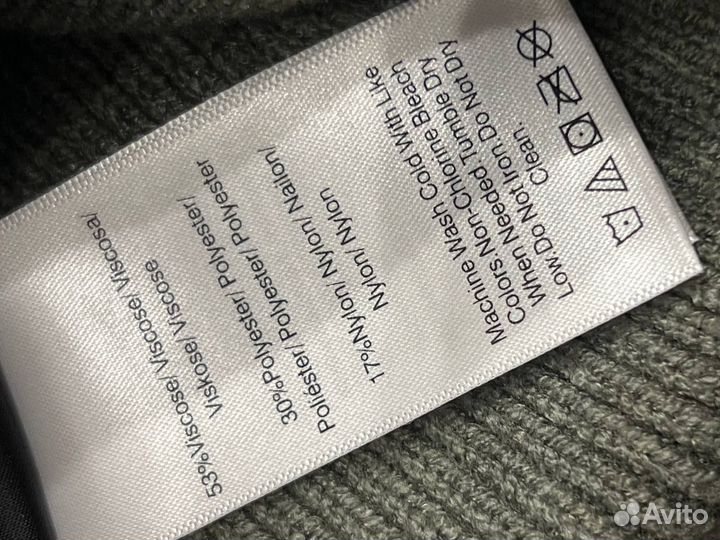 53%Viscose/ Viscose/ Viscose/ Viscosa/
Viskose/ Viscose
30%Polyester/ Polyester/ Polyester/
Poliéster/ Polyester/ Polyester
17%Nylon/ Nylon/ Nailon/
Nylon/ Nylon
Machine Wash Cold With Like
Colors Non-Chlorine Bleach
When Needed. Tumble Dry
Low.Do Not Iron.Do Not Dry
Clean.
Avito